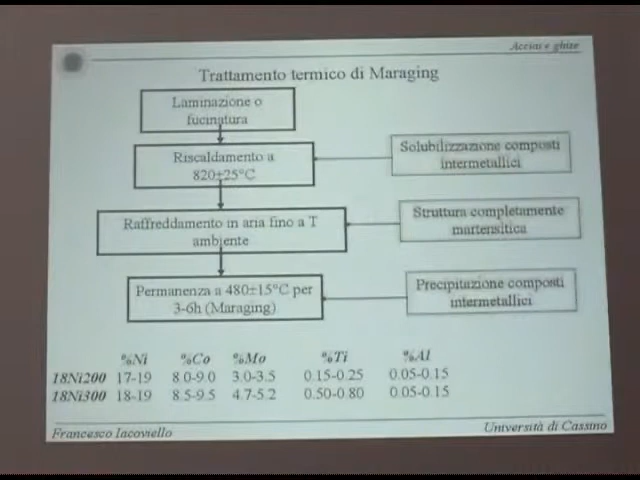 Acciai e ghise
Trattamento termico di Maraging
Laminazione o
fucinatura
Riscaldamento a
820±25°C
Solubilizzazione composti
intermetallici
Raffreddamento in aria fino a T
ambiente
Struttura completamente
martensitica
Permanenza a 480±15°C per
3-6h (Maraging)
Precipitazione composti
intermetallici
%Ni %Co %Mo %Ti %Al
18Ni200 17-19 8.0-9.0 3.0-3.5 0.15-0.25 0.05-0.15
18Ni300 18-19 8.5-9.5 4.7-5.2 0.50-0.80 0.05-0.15
Francesco Iacoviello
Università di Cassino